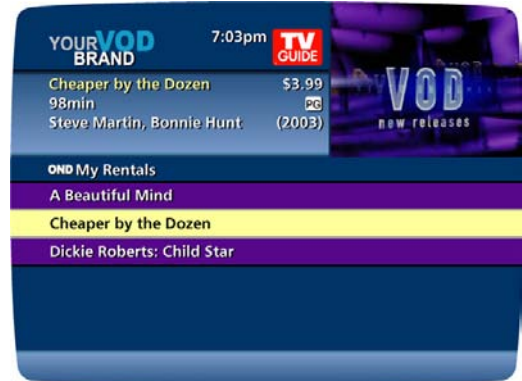 YOUR VOD
BRAND
7:03pm
TV
GUIDE
Cheaper by the Dozen $3.99
98min PG
Steve Martin, Bonnie Hunt (2003)
VOD
new releases
OND My Rentals
A Beautiful Mind
Cheaper by the Dozen
Dickie Roberts: Child Star